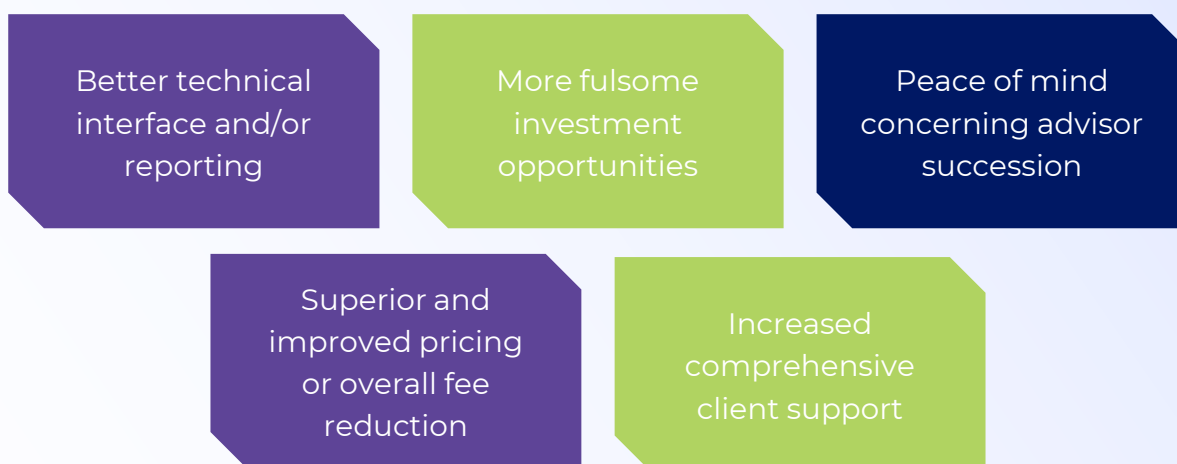 Better technical
interface and/or
reporting
More fulsome
investment
opportunities
Peace of mind
concerning advisor
succession
Superior and
improved pricing
or overall fee
reduction
Increased
comprehensive
client support